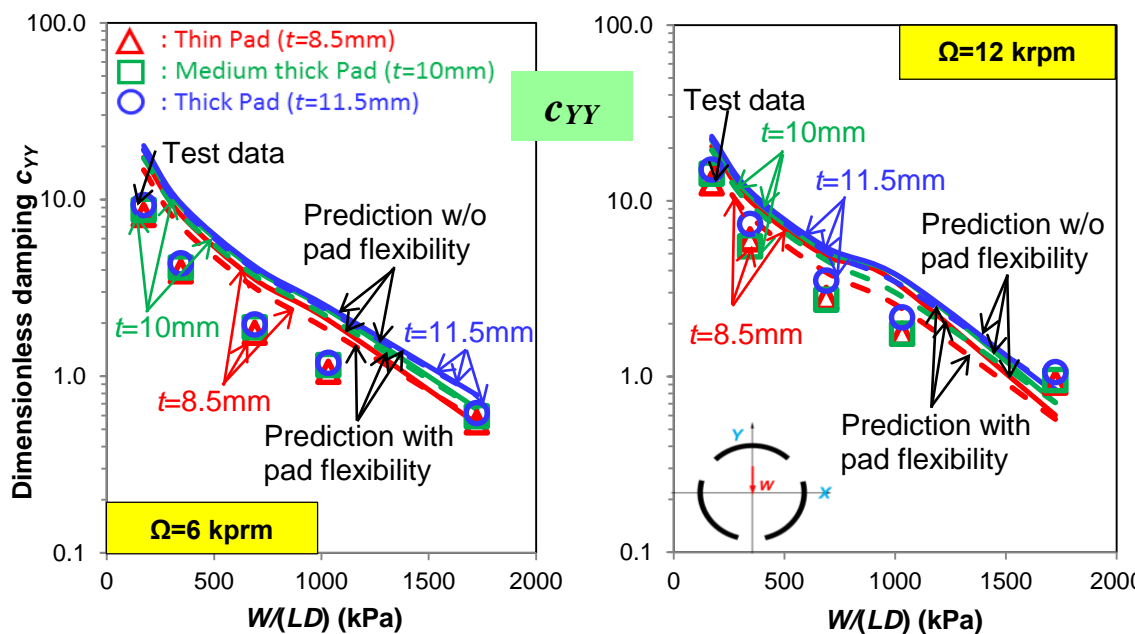 Dimensionless damping cYY
100.0
10.0
1.0
0.1
△ : Thin Pad (t=8.5mm)
□ : Medium thick Pad (t=10mm)
○ : Thick Pad (t=11.5mm)
Test data
Prediction w/o
pad flexibility
t=10mm
t=11.5mm
t=8.5mm
Prediction with
pad flexibility
Ω=6 kprm
0
500
1000
1500
2000
W/(LD) (kPa)
cYY
100.0
10.0
1.0
0.1
Ω=12 krpm
Test data
t=10mm
t=11.5mm
Prediction w/o
pad flexibility
t=8.5mm
Prediction with
pad flexibility
Y
W
X
0
500
1000
1500
2000
W/(LD) (kPa)